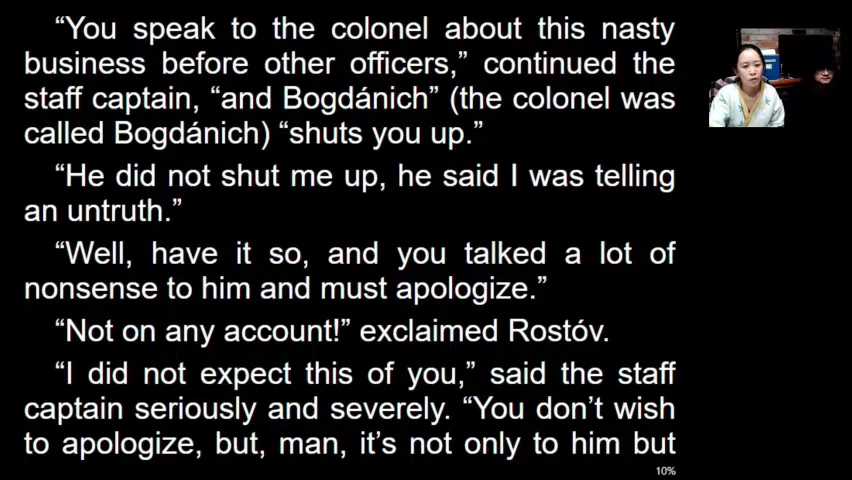 “You speak to the colonel about this nasty
business before other officers,” continued the
staff captain, “and Bogdánich” (the colonel was
called Bogdánich) “shuts you up.”
“He did not shut me up, he said I was telling
an untruth.”
“Well, have it so, and you talked a lot of
nonsense to him and must apologize.”
“Not on any account!” exclaimed Rostóv.
“I did not expect this of you,” said the staff
captain seriously and severely. “You don’t wish
to apologize, but, man, it’s not only to him but
10%